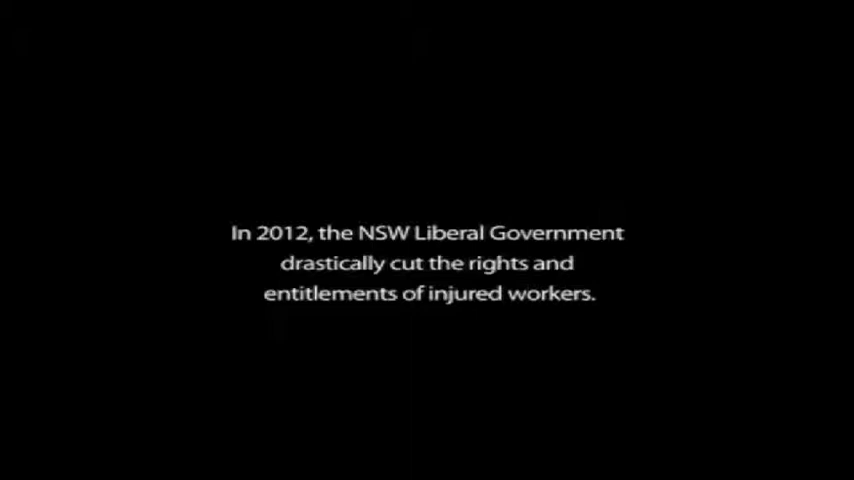 In 2012, the NSW Liberal Government
drastically cut the rights and
entitlements of injured workers.